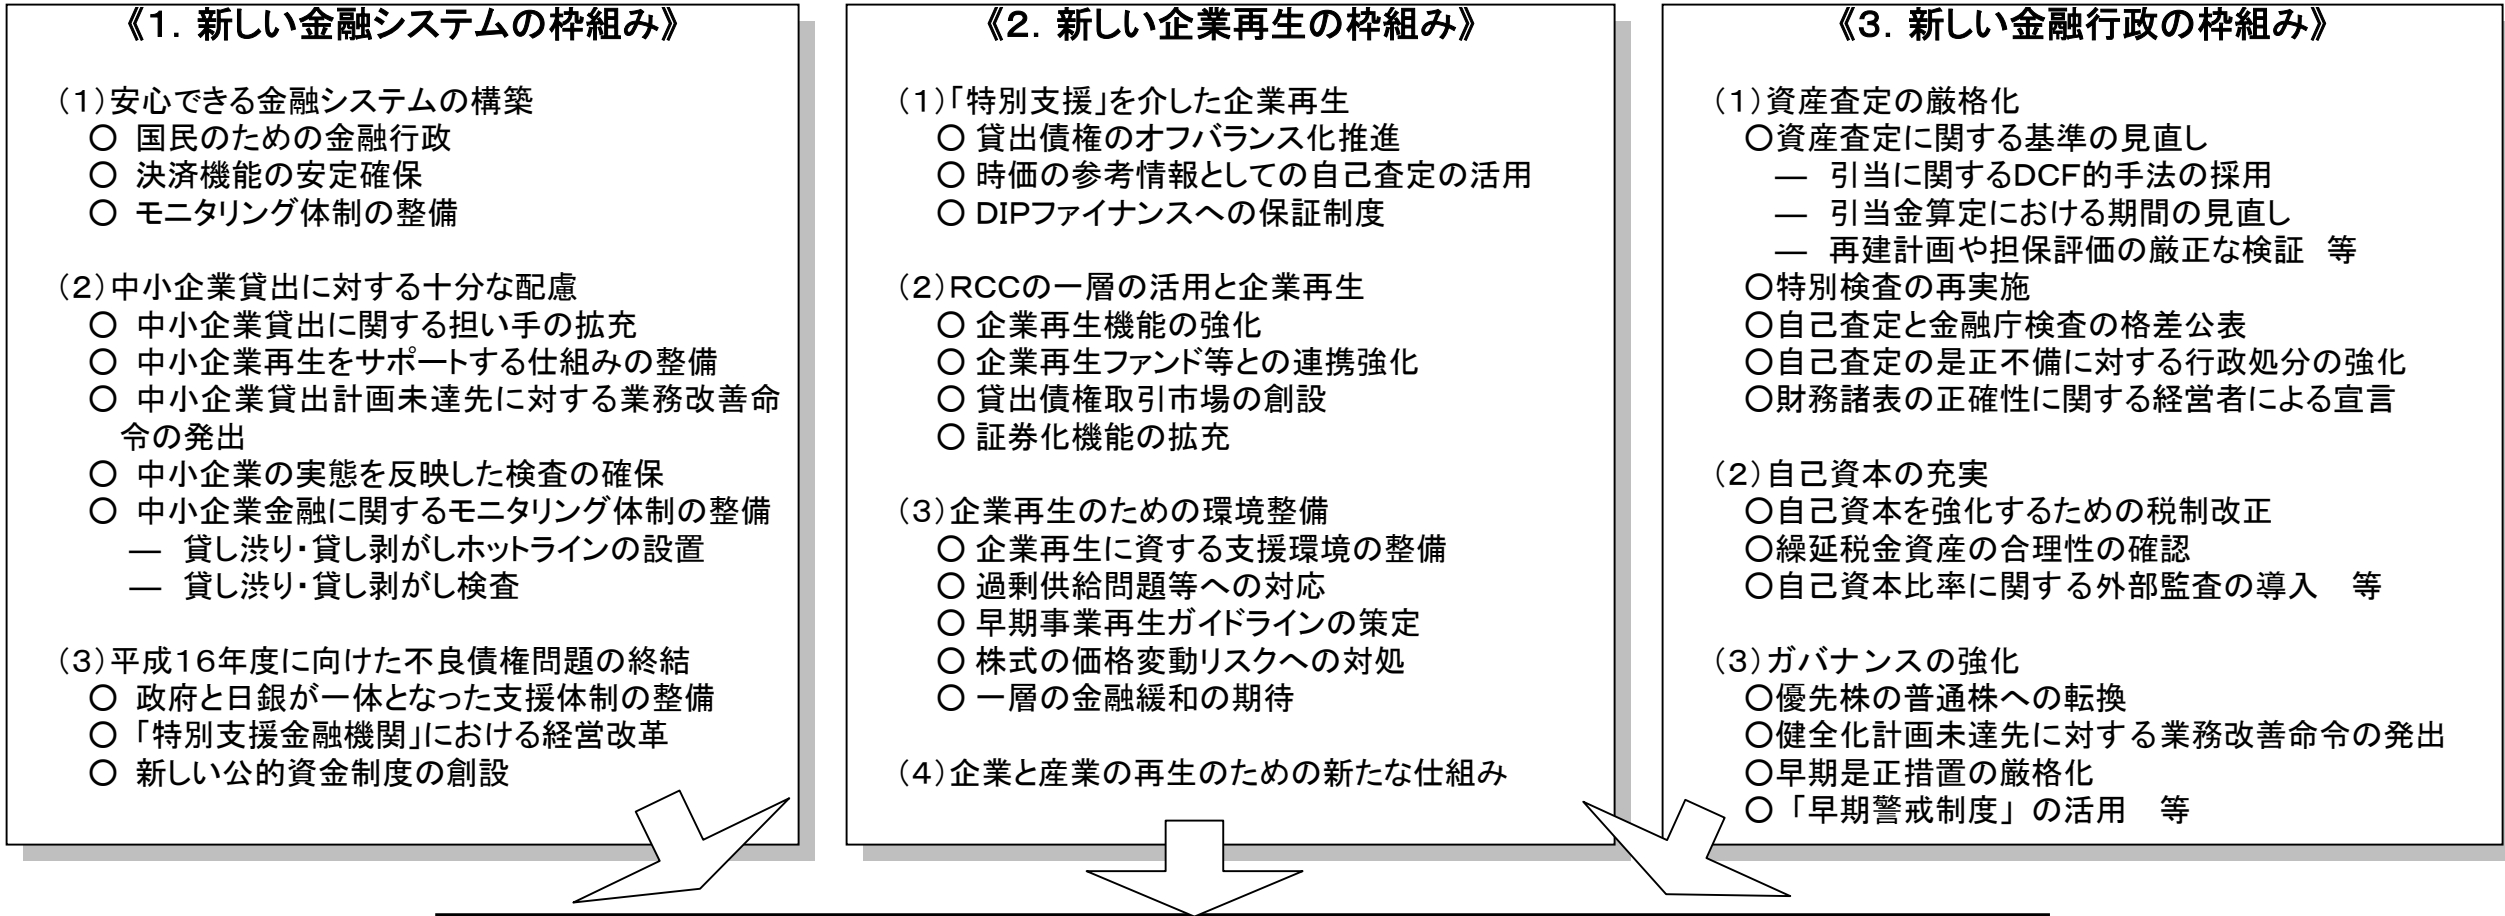 《1．新しい金融システムの枠組み》
（1）安心できる金融システムの構築
○ 国民のための金融行政
○ 決済機能の安定確保
○ モニタリング体制の整備
（2）中小企業貸出に対する十分な配慮
○ 中小企業貸出に関する担い手の拡充
○ 中小企業再生をサポートする仕組みの整備
○ 中小企業貸出計画未達先に対する業務改善命
令の発出
○ 中小企業の実態を反映した検査の確保
○ 中小企業金融に関するモニタリング体制の整備
― 貸し渋り・貸し剥がしホットラインの設置
― 貸し渋り・貸し剥がし検査
（3）平成16年度に向けた不良債権問題の終結
○ 政府と日銀が一体となった支援体制の整備
○ 「特別支援金融機関」における経営改革
○ 新しい公的資金制度の創設
《2．新しい企業再生の枠組み》
（1）「特別支援」を介した企業再生
○ 貸出債権のオフバランス化推進
○ 時価の参考情報としての自己査定の活用
○ DIPファイナンスへの保証制度
（2）RCCの一層の活用と企業再生
○ 企業再生機能の強化
○ 企業再生ファンド等との連携強化
○ 貸出債権取引市場の創設
○ 証券化機能の拡充
（3）企業再生のための環境整備
○ 企業再生に資する支援環境の整備
○ 過剰供給問題等への対応
○ 早期事業再生ガイドラインの策定
○ 株式の価格変動リスクへの対処
○ 一層の金融緩和の期待
（4）企業と産業の再生のための新たな仕組み
《3．新しい金融行政の枠組み》
（1）資産査定の厳格化
○資産査定に関する基準の見直し
― 引当に関するDCF的手法の採用
― 引当金算定における期間の見直し
― 再建計画や担保評価の厳正な検証　等
○特別検査の再実施
○自己査定と金融庁検査の格差公表
○自己査定の是正不備に対する行政処分の強化
○財務諸表の正確性に関する経営者による宣言
（2）自己資本の充実
○自己資本を強化するための税制改正
○繰延税金資産の合理性の確認
○自己資本比率に関する外部監査の導入　等
（3）ガバナンスの強化
○優先株の普通株への転換
○健全化計画未達先に対する業務改善命令の発出
○早期是正措置の厳格化
○「早期警戒制度」の活用　等